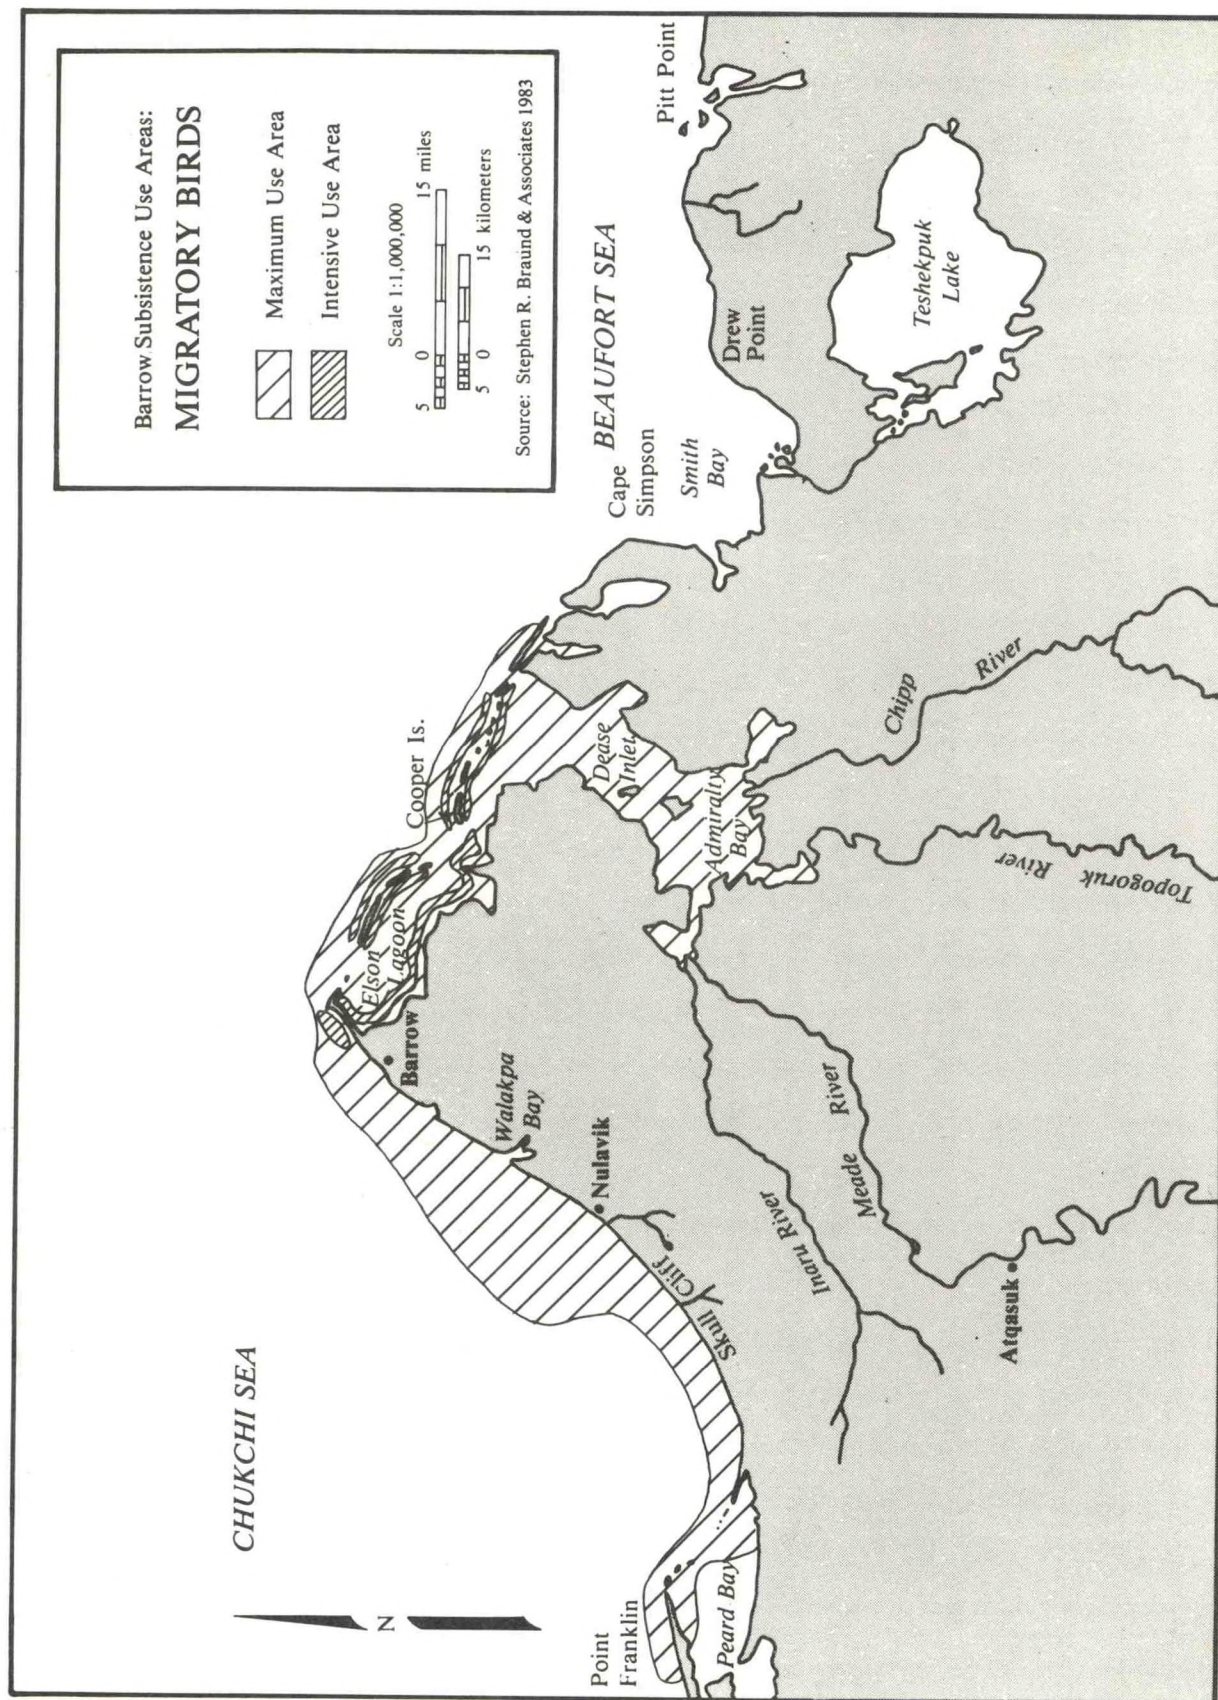 Barrow Subsistence Use Areas:
MIGRATORY BIRDS
Maximum Use Area
Intensive Use Area
Scale 1:1,000,000
5 0 15 miles
5 0 15 kilometers
Source: Stephen R. Braund & Associates 1983
CHUKCHI SEA
N
Point
Franklin
Peard Bay
Skull Cliff
Nulavik
Walakpa
Bay
Barrow
Elson
Lagoon
Cooper Is.
Dease
Inlet
Admiralty
Bay
Cape
Simpson
BEAUFORT SEA
Smith
Bay
Drew
Point
Pitt Point
Teshekpuk
Lake
Chipp River
Topogoruk River
Inaru River
Meade River
Atqasuk